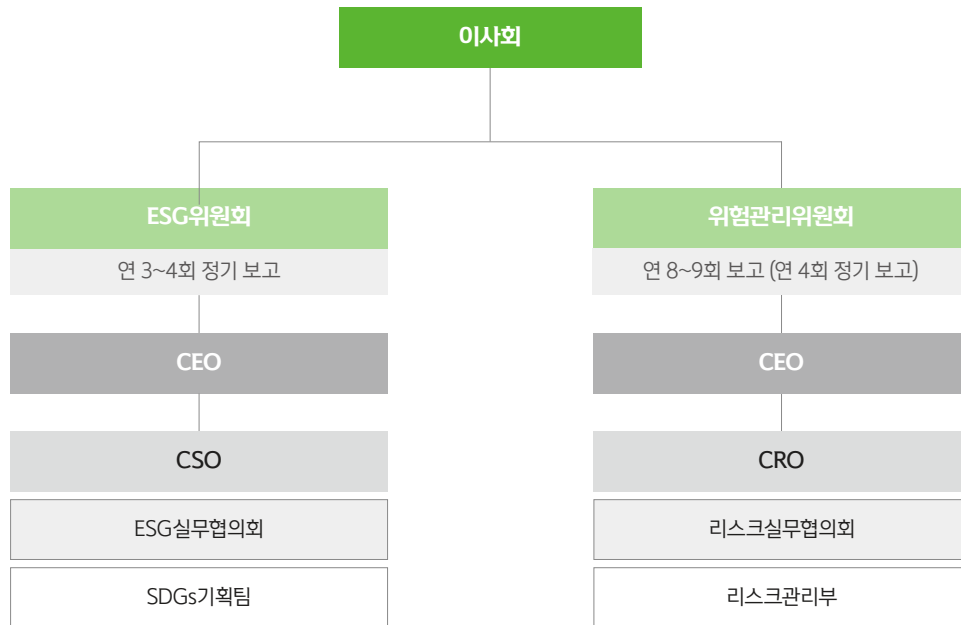 이사회
ESG위원회
연 3~4회 정기 보고
CEO
CSO
ESG실무협의회
SDGs기획팀
위험관리위원회
연 8~9회 보고 (연 4회 정기 보고)
CEO
CRO
리스크실무협의회
리스크관리부